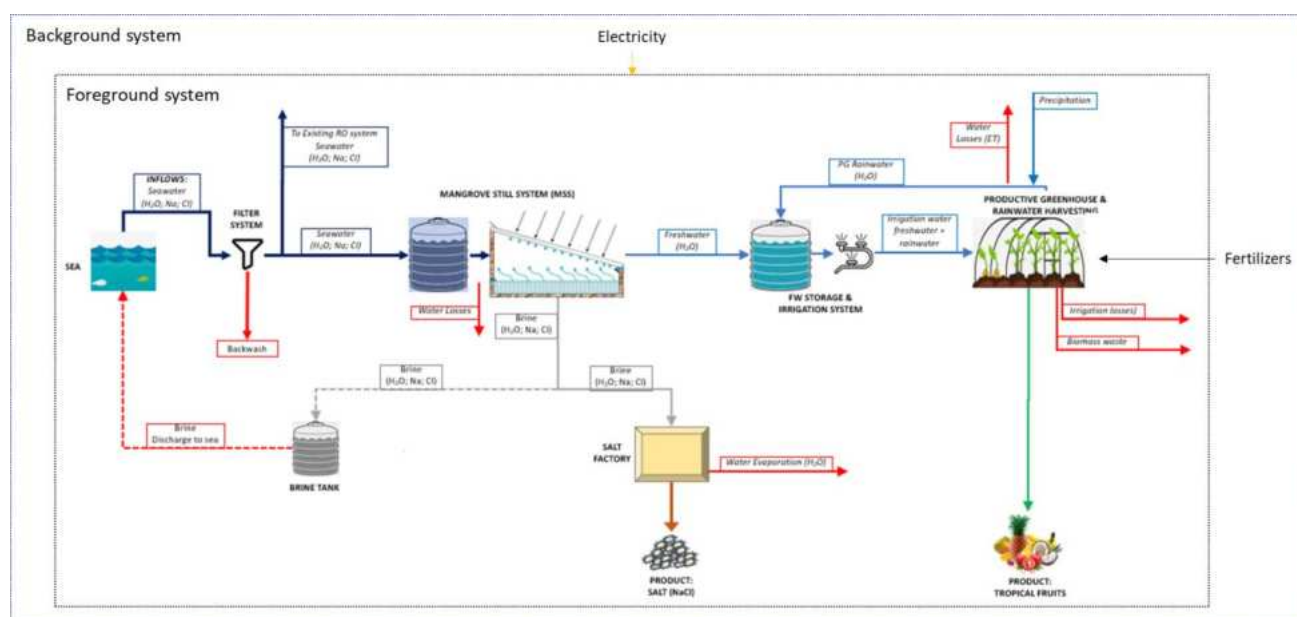 Background system
Electricity
Foreground system
To Existing RO system
Seawater
(H₂O; Na; Cl)
Water
Losses (ET)
Precipitation
INFLOWS:
Seawater
(H₂O; Na; Cl)
FILTER
SYSTEM
MANGROVE STILL SYSTEM (MSS)
PG Rainwater
(H₂O)
PRODUCTIVE GREENHOUSE &
RAINWATER HARVESTING
Seawater
(H₂O; Na; Cl)
Freshwater
(H₂O)
Irrigation water
freshwater +
rainwater
SEA
Fertilizers
FW STORAGE &
IRRIGATION SYSTEM
Water Losses
Irrigation losses)
Brine
(H₂O; Na; Cl)
Backwash
Biomass waste
Brine
(H₂O; Na; Cl)
Brine
(H₂O; Na; Cl)
Brine
Discharge to sea
SALT
FACTORY
Water Evaporation (H₂O)
BRINE TANK
PRODUCT:
SALT (NaCl)
PRODUCT:
TROPICAL FRUITS